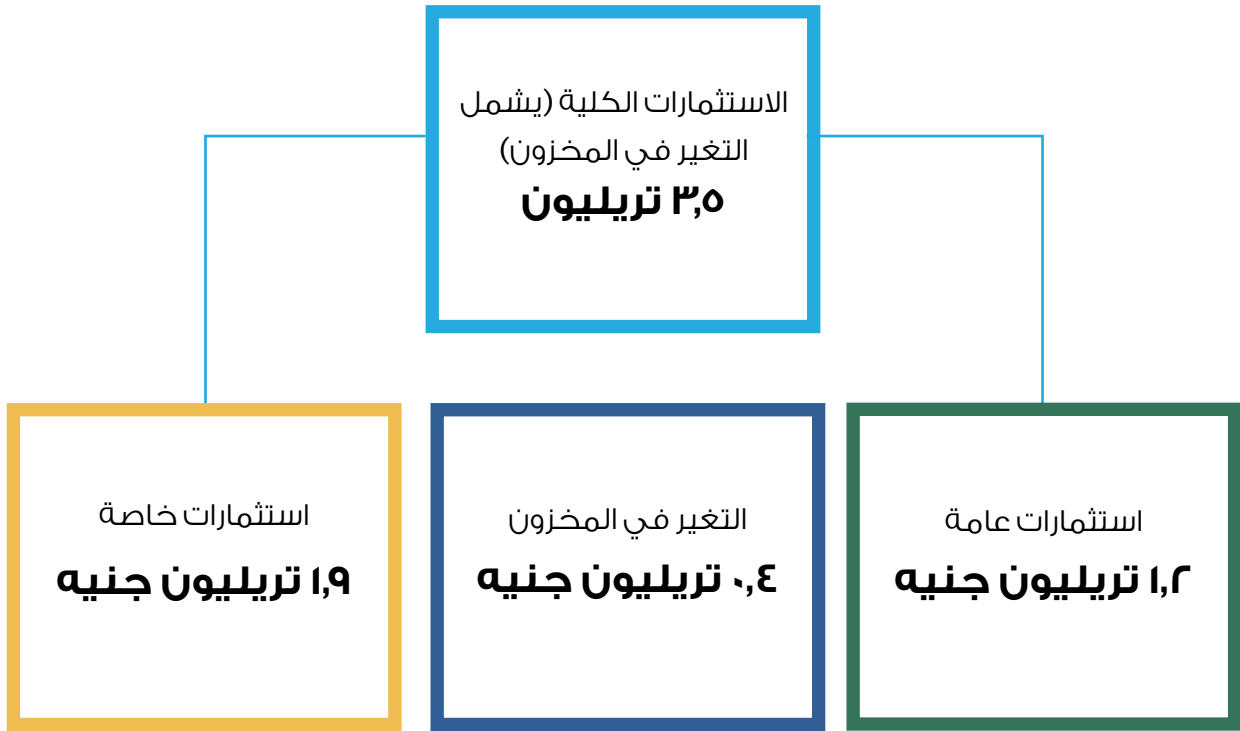 الاستثمارات الكلية (يشمل
التغير في المخزون)
٣,٥ تريليون
استثمارات عامة
١,٢ تريليون جنيه
التغير في المخزون
٠,٤ تريليون جنيه
استثمارات خاصة
١,٩ تريليون جنيه